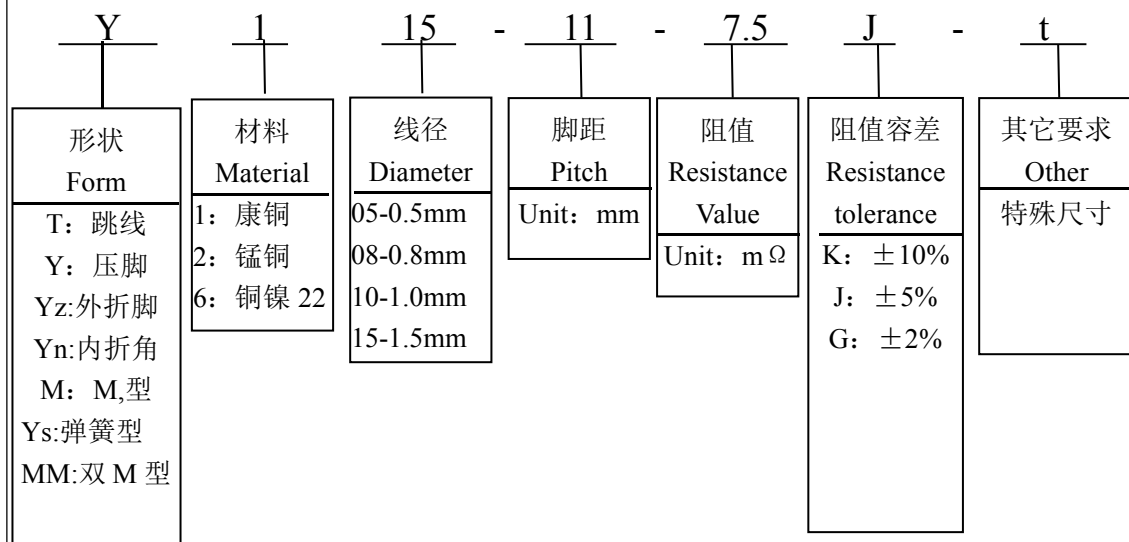 Y 1 15 - 11 - 7.5 J - t
形状
Form
T：跳线
Y：压脚
Yz:外折脚
Yn:内折角
M：M,型
Ys:弹簧型
MM:双 M 型
材料
Material
1：康铜
2：锰铜
6：铜镍 22
线径
Diameter
05-0.5mm
08-0.8mm
10-1.0mm
15-1.5mm
脚距
Pitch
Unit：mm
阻值
Resistance
Value
Unit：mΩ
阻值容差
Resistance
tolerance
K：±10%
J：±5%
G：±2%
其它要求
Other
特殊尺寸